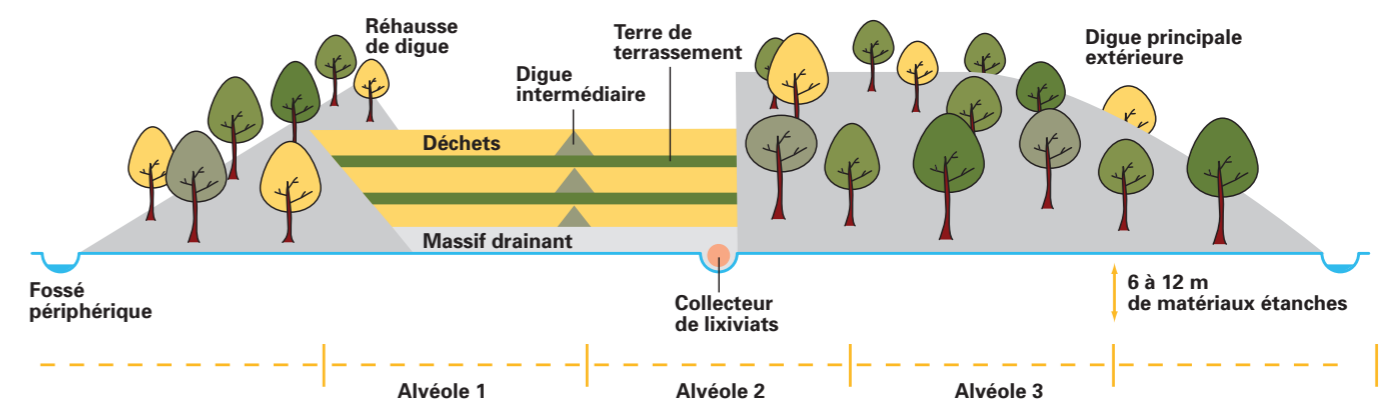 Réhausse
de digue
Terre de
terrassement
Digue
intermédiaire
Digue principale
extérieure
Déchets
Massif drainant
Fossé
périphérique
Collecteur
de lixiviats
6 à 12 m
de matériaux étanches
Alvéole 1
Alvéole 2
Alvéole 3